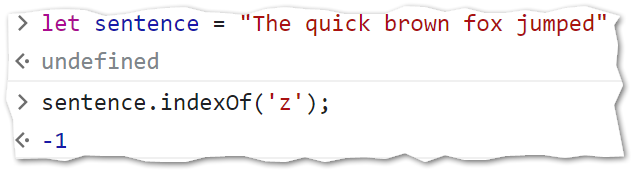 > let sentence = "The quick brown fox jumped"
undefined
> sentence.indexOf('z');
-1